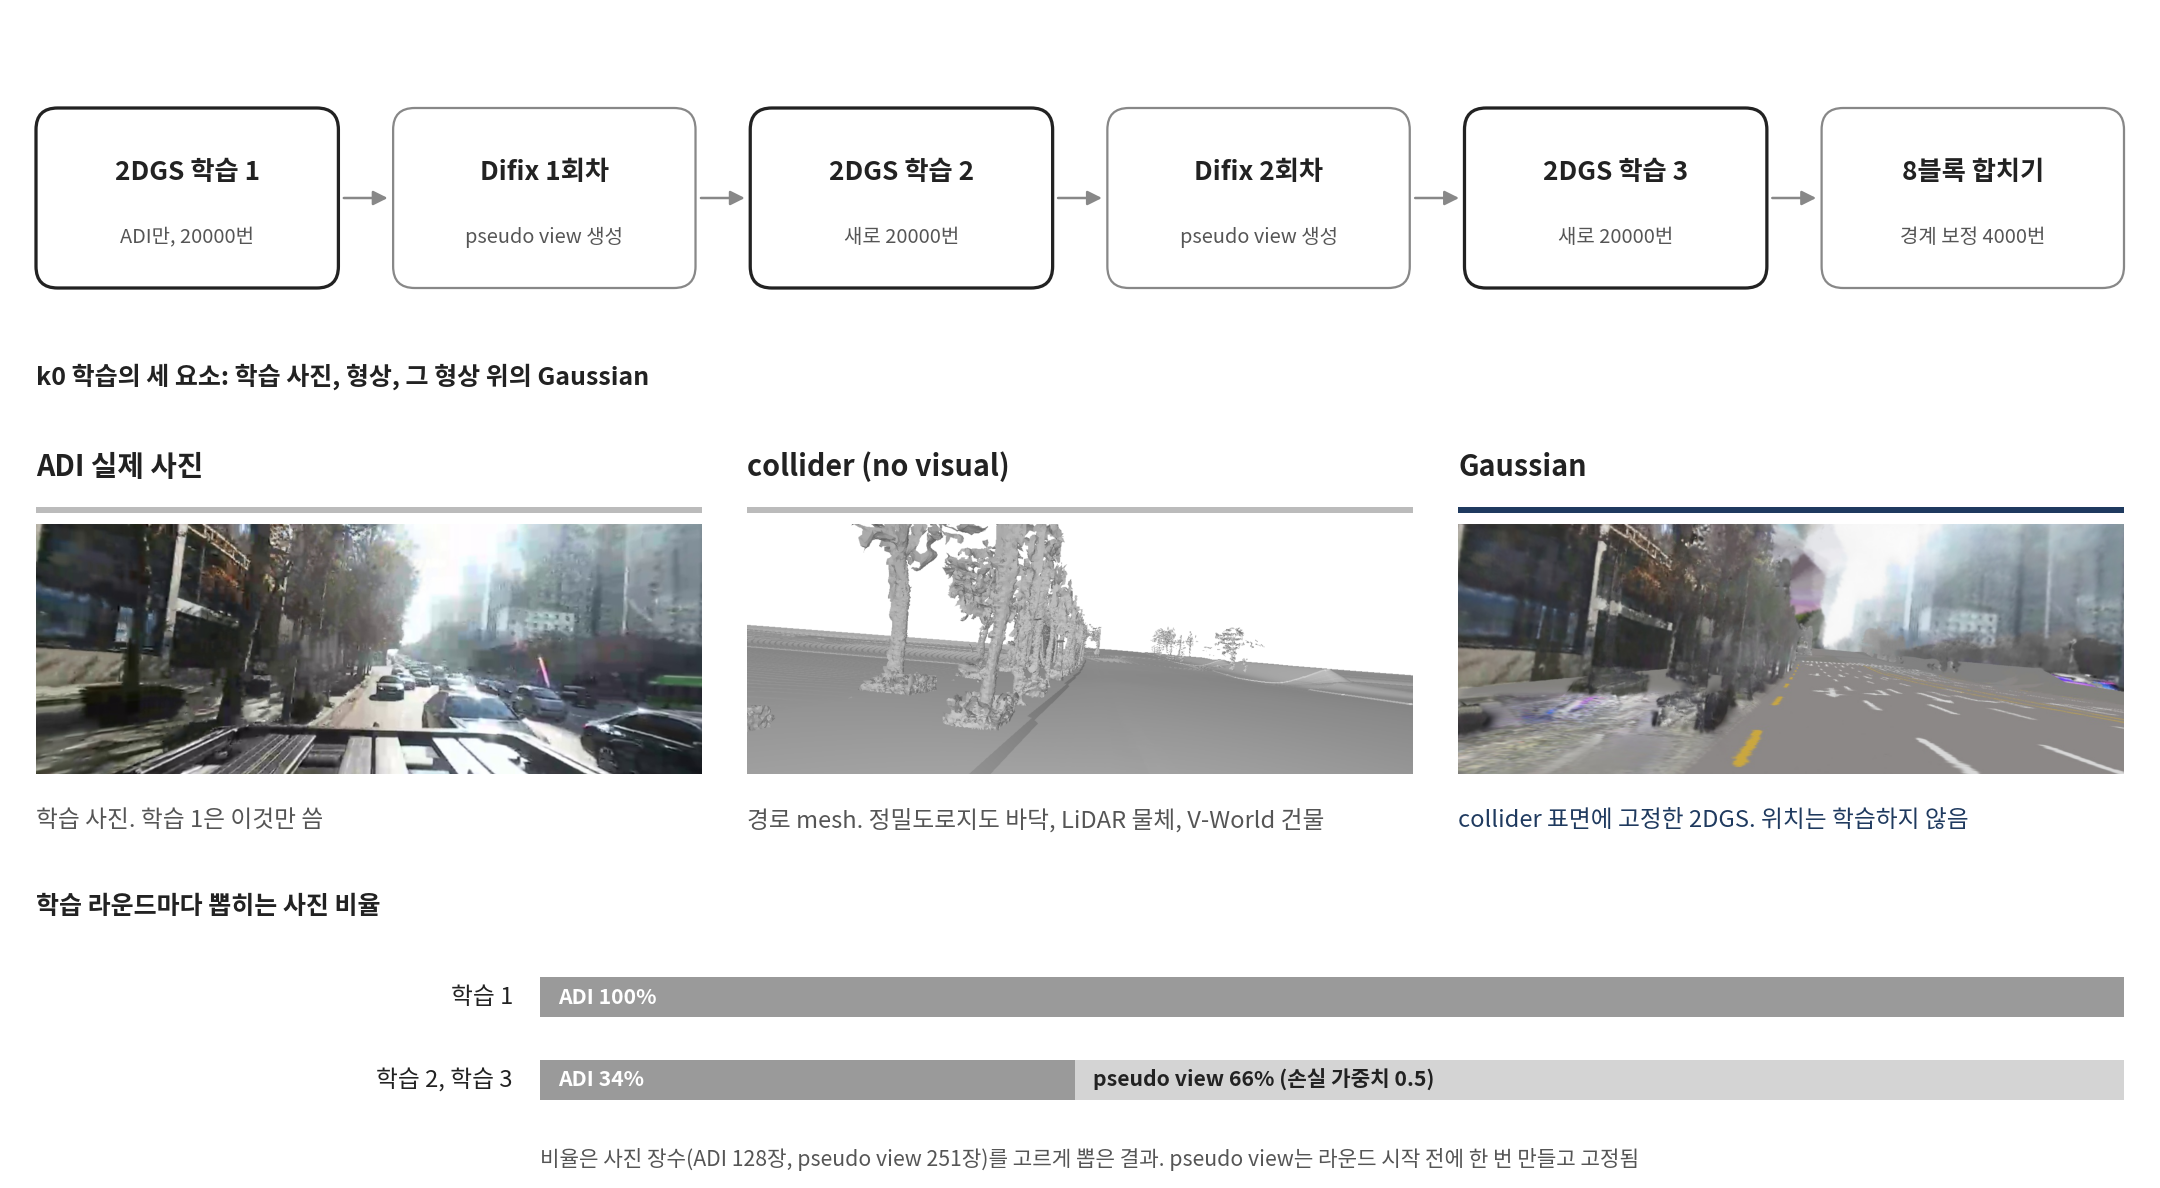 2DGS 학습 1
ADI만, 20000번
Difix 1회차
pseudo view 생성
2DGS 학습 2
새로 20000번
Difix 2회차
pseudo view 생성
2DGS 학습 3
새로 20000번
8블록 합치기
경계 보정 4000번
k0 학습의 세 요소: 학습 사진, 형상, 그 형상 위의 Gaussian
ADI 실제 사진
collider (no visual)
Gaussian
학습 사진. 학습 1은 이것만 씀
경로 mesh. 정밀도로지도 바닥, LiDAR 물체, V-World 건물
collider 표면에 고정한 2DGS. 위치는 학습하지 않음
학습 라운드마다 뽑히는 사진 비율
학습 1
ADI 100%
학습 2, 학습 3
ADI 34%
pseudo view 66% (손실 가중치 0.5)
비율은 사진 장수(ADI 128장, pseudo view 251장)를 고르게 뽑은 결과. pseudo view는 라운드 시작 전에 한 번 만들고 고정됨